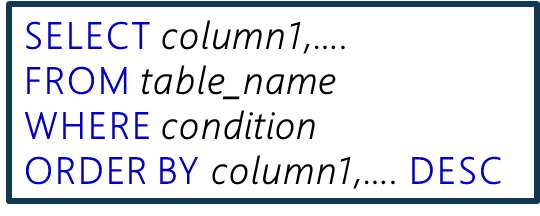 SELECT column1,....
FROM table_name
WHERE condition
ORDER BY column1,.... DESC